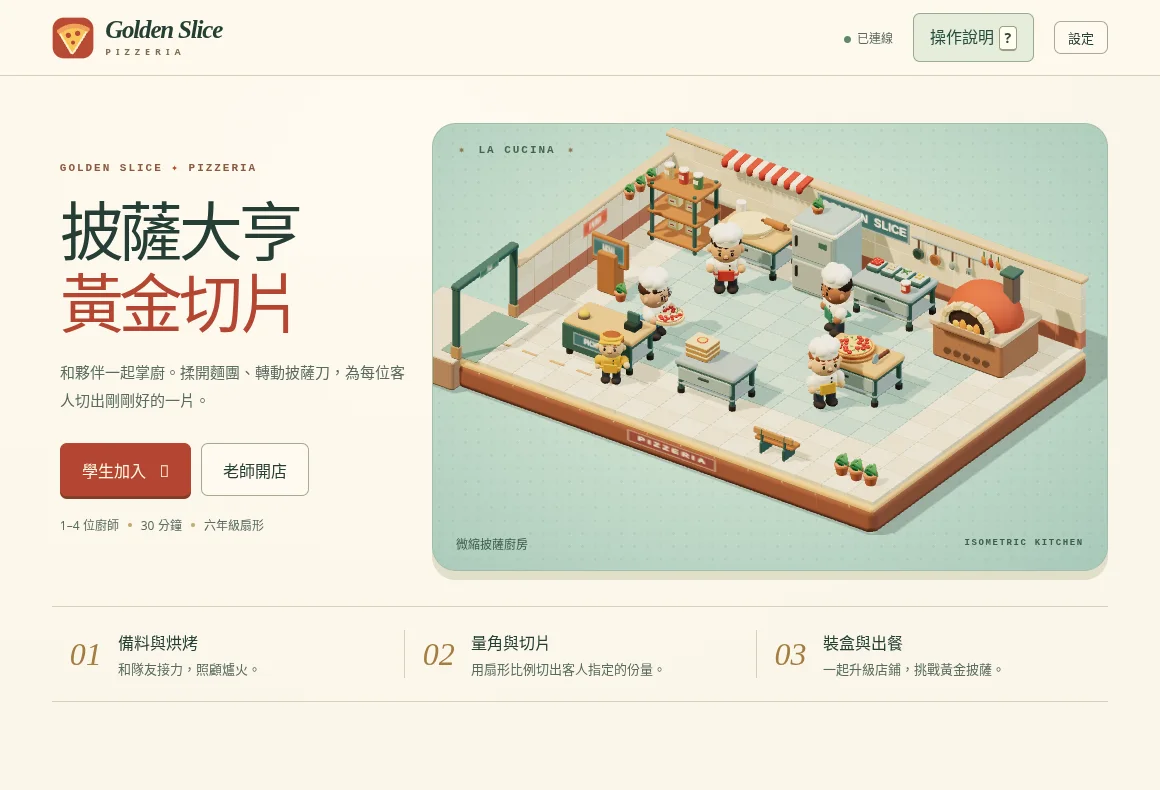 Golden Slice
PIZZERIA
已連線
操作說明 ?
設定
GOLDEN SLICE ✦ PIZZERIA
披薩大亨
黃金切片
和夥伴一起掌廚。揉開麵團、轉動披薩刀，為每位客
人切出剛剛好的一片。
學生加入
老師開店
1–4 位廚師 • 30 分鐘 • 六年級扇形
LA CUCINA
SLICE
PIZZERIA
微縮披薩廚房
ISOMETRIC KITCHEN
01
備料與烘烤
和隊友接力，照顧爐火。
02
量角與切片
用扇形比例切出客人指定的份量。
03
裝盒與出餐
一起升級店鋪，挑戰黃金披薩。